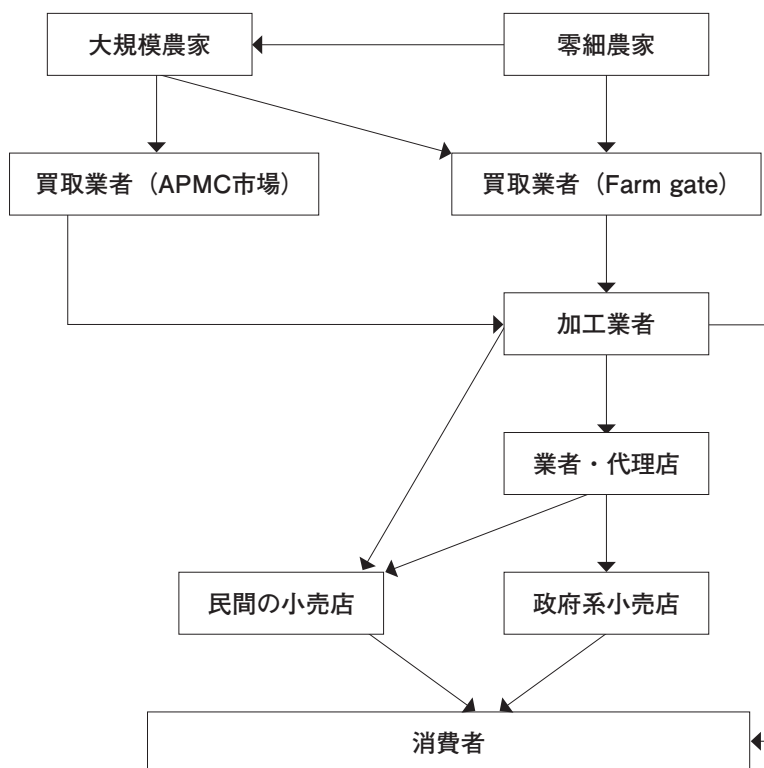 大規模農家
零細農家
買取業者（APMC市場）
買取業者（Farm gate）
加工業者
業者・代理店
民間の小売店
政府系小売店
消費者